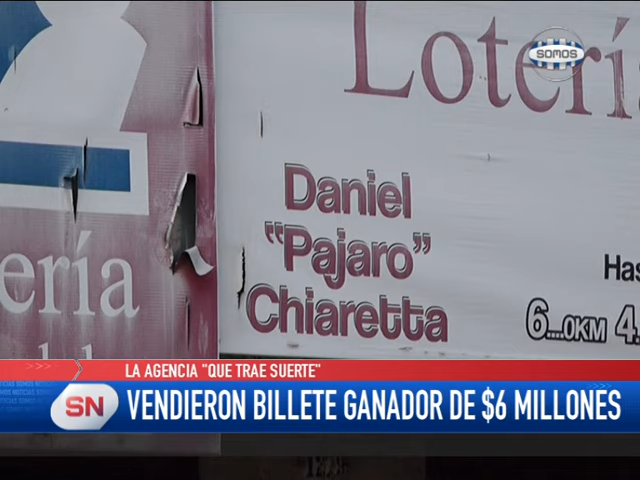 Lotería
SOMOS
Daniel
"Pajaro"
Chiaretta
ería
Has
6....0KM 4.
LA AGENCIA "QUE TRAE SUERTE"
SN
VENDIERON BILLETE GANADOR DE $6 MILLONES